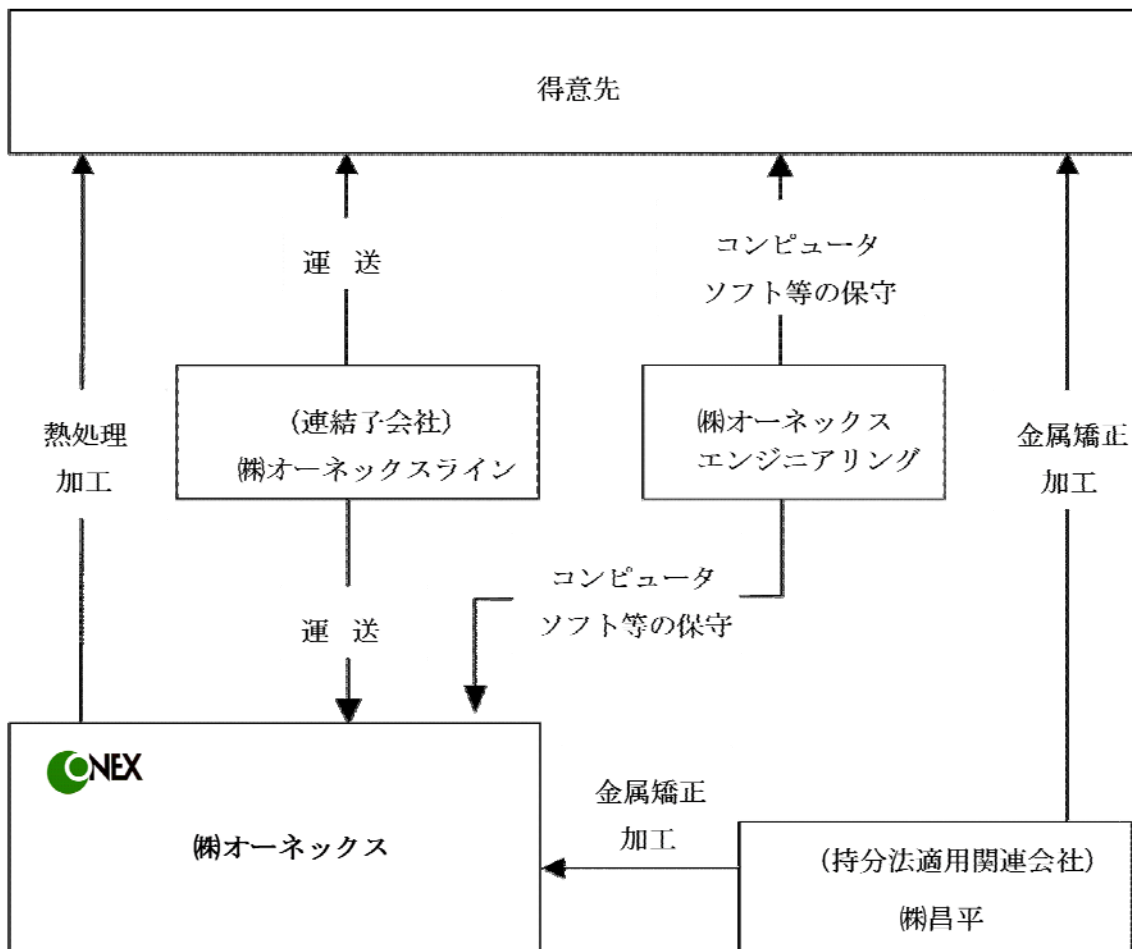 得意先
運 送
コンピュータ
ソフト等の保守
(連結子会社)
㈱オーネックスライン
㈱オーネックス
エンジニアリング
熱処理
加工
金属矯正
加工
コンピュータ
ソフト等の保守
運 送
ONEX
㈱オーネックス
金属矯正
加工
(持分法適用関連会社)
㈱昌平